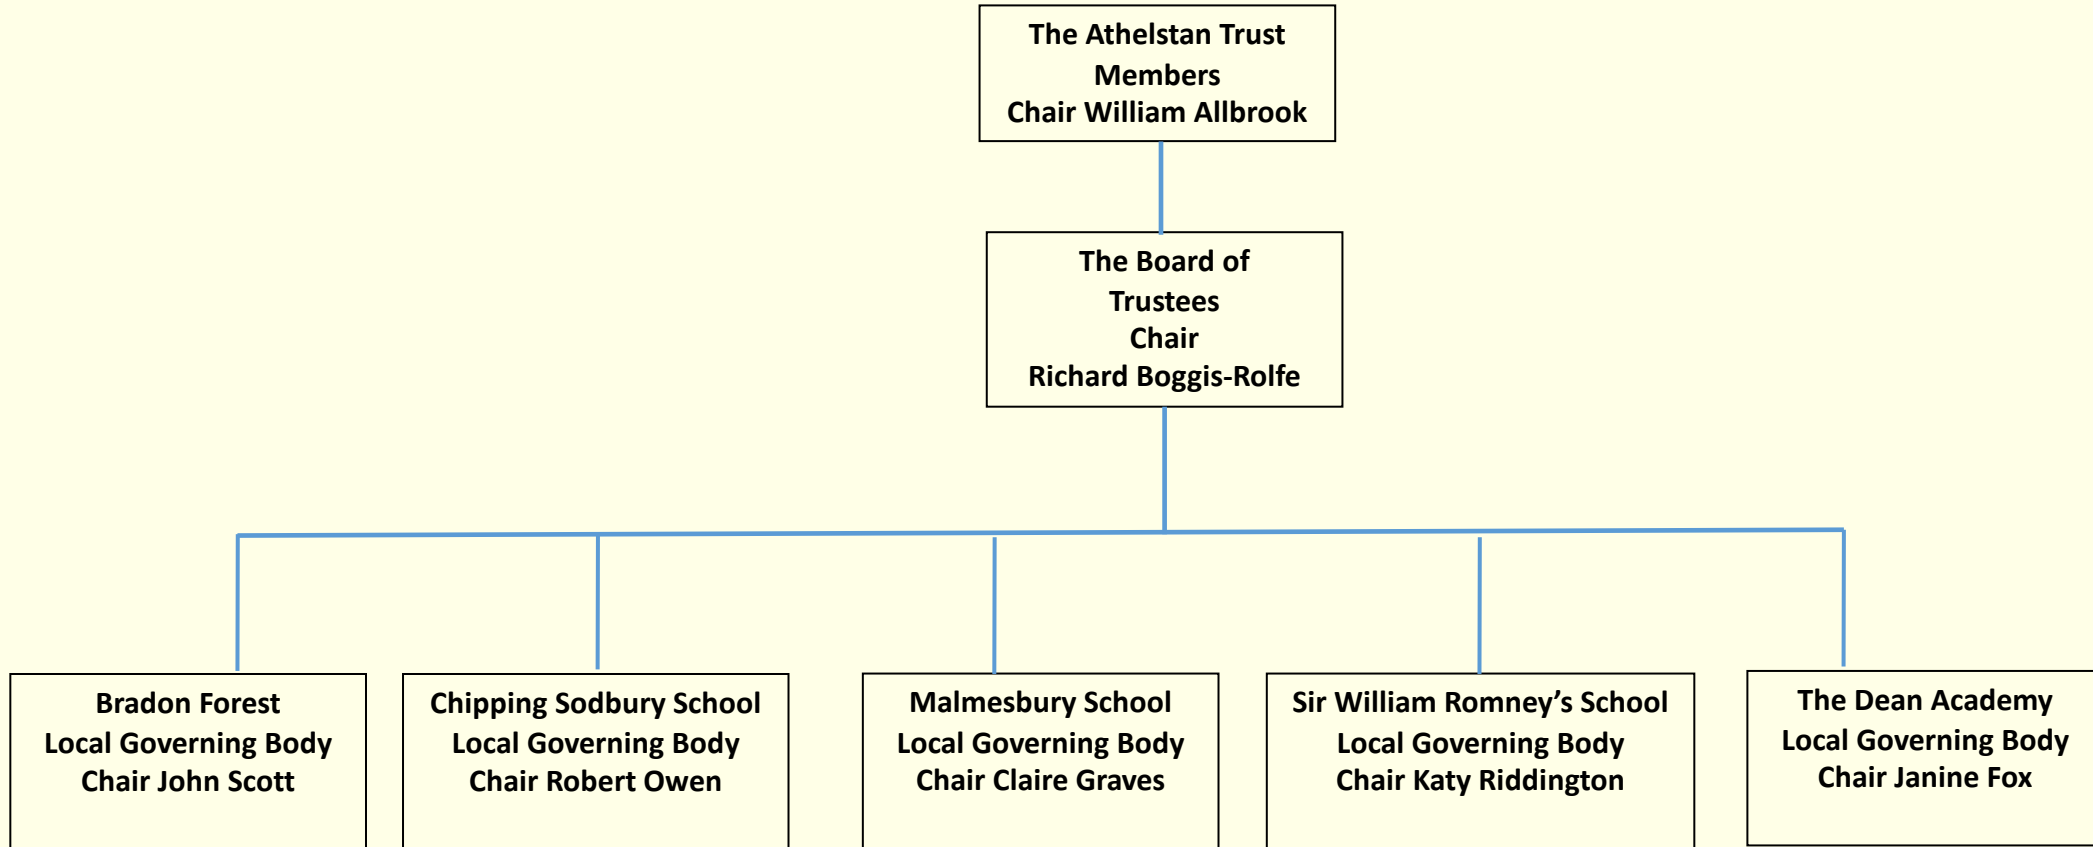 The Athelstan Trust
Members
Chair William Allbrook
The Board of
Trustees
Chair
Richard Boggis-Rolfe
Bradon Forest
Local Governing Body
Chair John Scott
Chipping Sodbury School
Local Governing Body
Chair Robert Owen
Malmesbury School
Local Governing Body
Chair Claire Graves
Sir William Romney’s School
Local Governing Body
Chair Katy Riddington
The Dean Academy
Local Governing Body
Chair Janine Fox